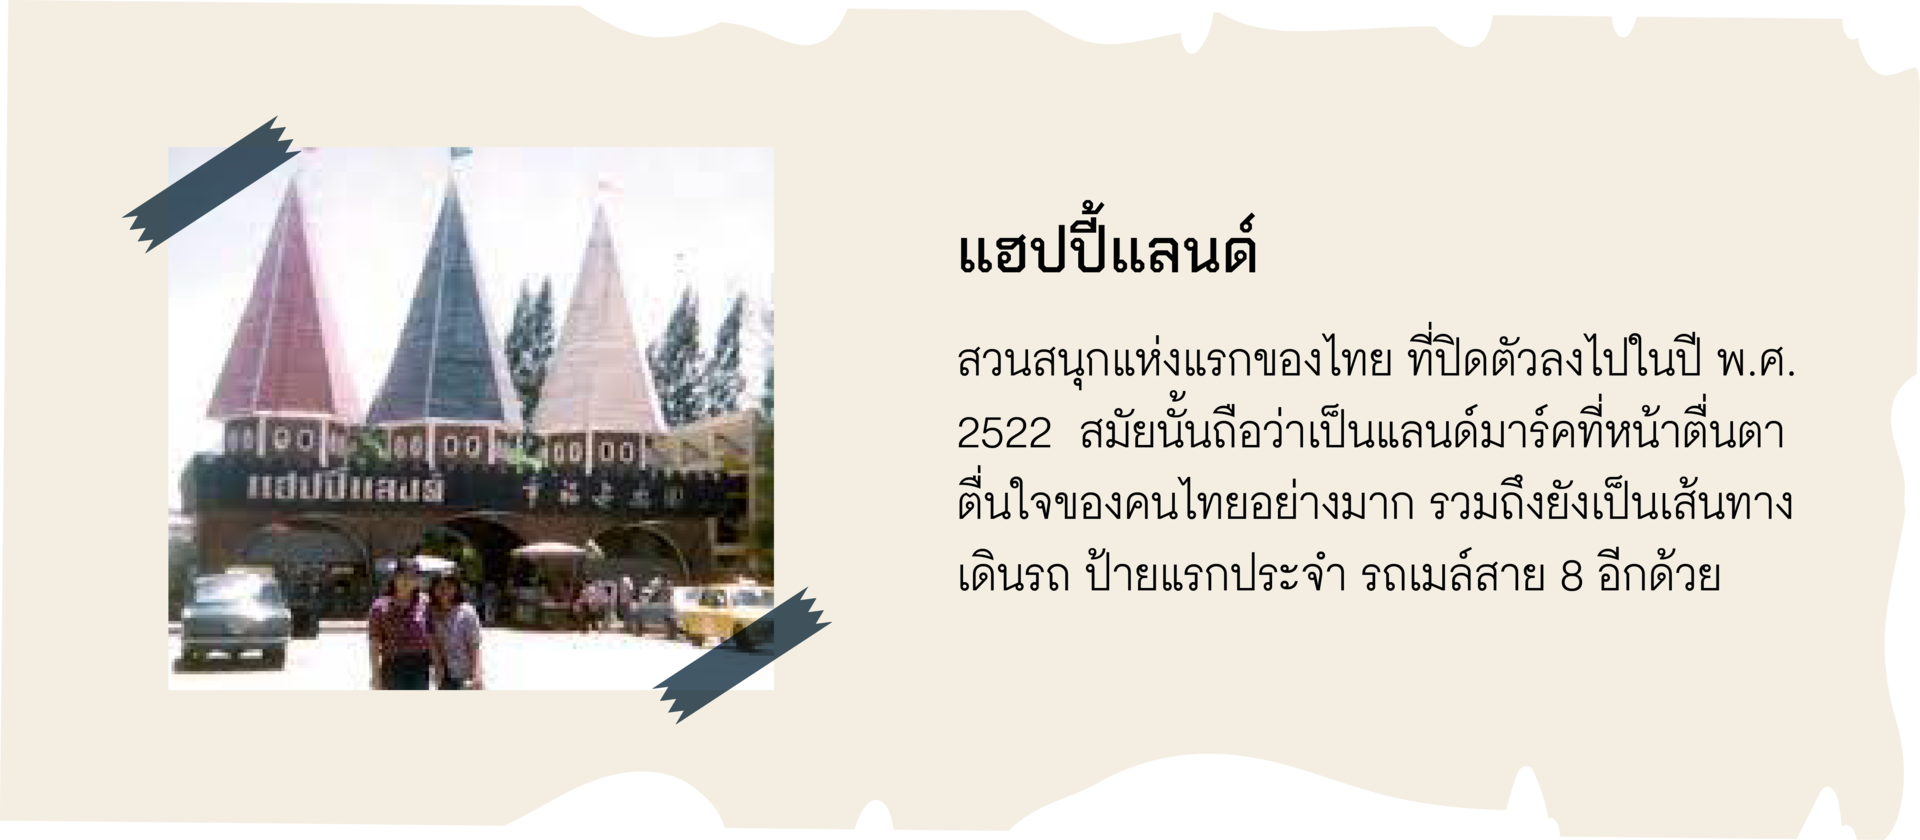 แฮปปี้แลนด์
สวนสนุกแห่งแรกของไทย ที่ปิดตัวลงไปในปี พ.ศ.
2522 สมัยนั้นถือว่าเป็นแลนด์มาร์คที่หน้าตื่นตา
ตื่นใจของคนไทยอย่างมาก รวมถึงยังเป็นเส้นทาง
เดินรถ ป้ายแรกประจำ รถเมล์สาย 8 อีกด้วย
แฮปปี้แลนด์